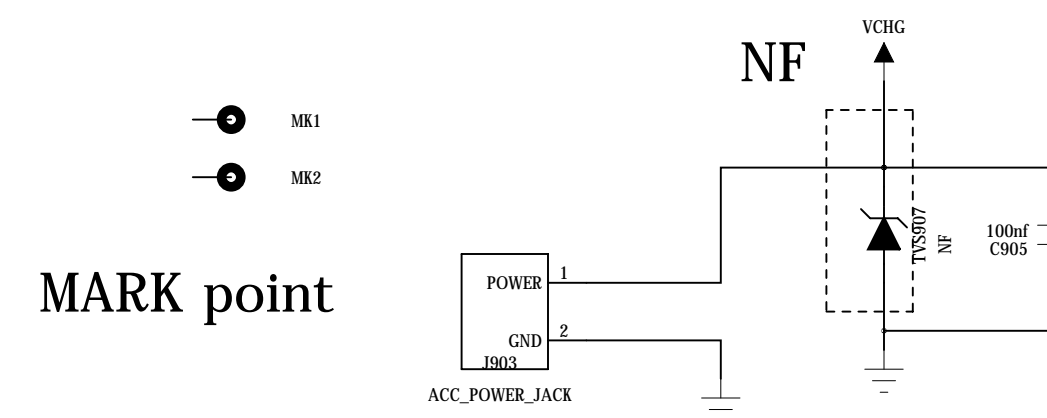 VCHG
NF
MK1
MK2
TVS907
NF
100nf
C905
MARK point
POWER
1
GND
2
J903
ACC_POWER_JACK